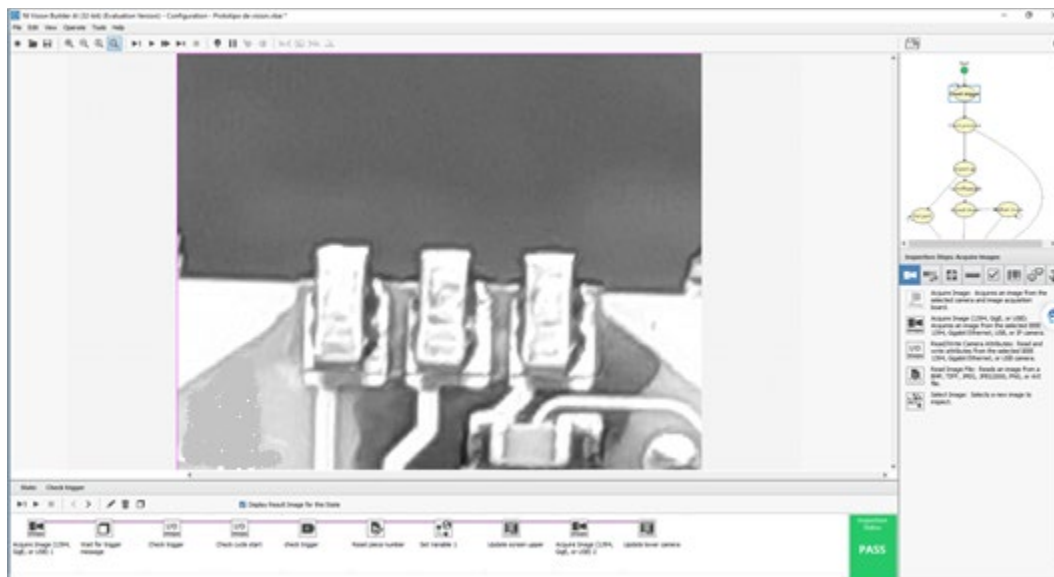 NI Vision Builder AI (32-bit) (Evaluation Version) - Configuration - Prototipo de vision.vbai *
File Edit View Operate Tools Help
Inspection Steps: Acquire Images
Acquire Image: Acquires an image from the
selected camera and image acquisition
board.
Acquire Image (1394, GigE, or USB):
Acquires an image from the selected IEEE
1394, Gigabit Ethernet, USB, or IP camera.
Read/Write Camera Attributes: Read and
write attributes from the selected IEEE
1394, Gigabit Ethernet, or USB camera.
Read Image File: Reads an image from a
BMP, TIFF, JPEG, JPEG2000, PNG, or AIPD
file.
Select Image: Selects a new image to
inspect.
State: Check trigger
Display Result Image for this State
Acquire Image (1394,
GigE, or USB) 1
Wait for trigger
message
Check trigger
Check cycle start
check trigger
Reset piece number
Set Variable 1
Update screen upper
Acquire Image (1394,
GigE, or USB) 2
Update lower camera
Inspection
Status
PASS